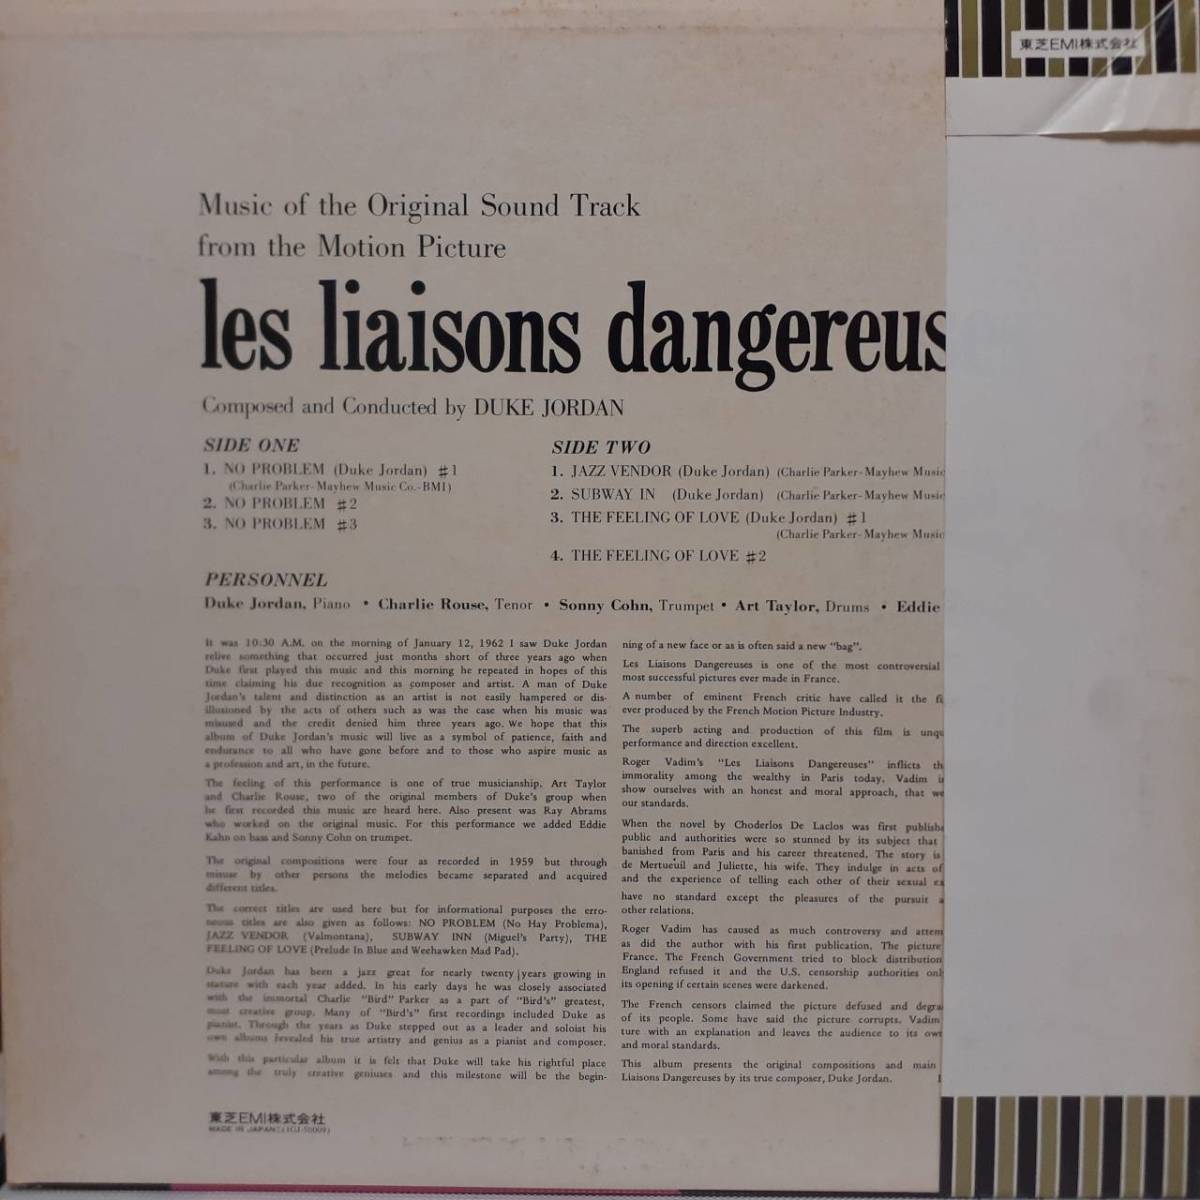 東芝EMI株式会社
Music of the Original Sound Track
from the Motion Picture
les liaisons dangereus
Composed and Conducted by DUKE JORDAN
SIDE ONE
1. NO PROBLEM (Duke Jordan) ♯1
(Charlie Parker-Mayhew Music Co.-BMI)
2. NO PROBLEM ♯2
3. NO PROBLEM ♯3
SIDE TWO
1. JAZZ VENDOR (Duke Jordan) (Charlie Parker-Mayhew Music
2. SUBWAY IN (Duke Jordan) (Charlie Parker-Mayhew Music
3. THE FEELING OF LOVE (Duke Jordan) ♯1
(Charlie Parker-Mayhew Music
4. THE FEELING OF LOVE ♯2
PERSONNEL
Duke Jordan, Piano • Charlie Rouse, Tenor • Sonny Cohn, Trumpet • Art Taylor, Drums • Eddie
It was 10:30 A.M. on the morning of January 12, 1962 I saw Duke Jordan
relive something that occurred just months short of three years ago when
Duke first played this music and this morning he repeated in hopes of this
time claiming his due recognition as composer and artist. A man of Duke
Jordan's talent and distinction as an artist is not easily hampered or dis-
illusioned by the acts of others such as was the case when his music was
misused and the credit denied him three years ago. We hope that this
album of Duke Jordan's music will live as a symbol of patience, faith and
endurance to all who have gone before and to those who aspire music as
a profession and art, in the future.
The feeling of this performance is one of true musicianship. Art Taylor
and Charlie Rouse, two of the original members of Duke's group when
he first recorded this music are heard here. Also present was Ray Abrams
who worked on the original music. For this performance we added Eddie
Kahn on bass and Sonny Cohn on trumpet.
The original compositions were four as recorded in 1959 but through
misuse by other persons the melodies became separated and acquired
different titles.
The correct titles are used here but for informational purposes the erro-
neous titles are also given as follows: NO PROBLEM (No Hay Problema),
JAZZ VENDOR (Valmontana), SUBWAY INN (Miguel's Party), THE
FEELING OF LOVE (Prelude In Blue and Weehawken Mad Pad).
Duke Jordan has been a jazz great for nearly twenty years growing in
stature with each year added. In his early days he was closely associated
with the immortal Charlie "Bird" Parker as a part of "Bird's" greatest,
most creative group. Many of "Bird's" first recordings included Duke as
pianist. Through the years as Duke stepped out as a leader and soloist his
own albums revealed his true artistry and genius as a pianist and composer.
With this particular album it is felt that Duke will take his rightful place
among the truly creative geniuses and this milestone will be the begin-
ning of a new face or as is often said a new "bag".
Les Liaisons Dangereuses is one of the most controversial
most successful pictures ever made in France.
A number of eminent French critic have called it the fi
ever produced by the French Motion Picture Industry.
The superb acting and production of this film is unqu
performance and direction excellent.
Roger Vadim's "Les Liaisons Dangereuses" inflicts th
immorality among the wealthy in Paris today. Vadim i
show ourselves with an honest and moral approach, that we
our standards.
When the novel by Choderlos De Laclos was first publishe
public and authorities were so stunned by its subject that
banished from Paris and his career threatened. The story is
de Mertueuil and Juliette, his wife. They indulge in acts of
and the experience of telling each other of their sexual ex
have no standard except the pleasures of the pursuit a
other relations.
Roger Vadim has caused as much controversy and attem
as did the author with his first publication. The picture
France. The French Government tried to block distribution
England refused it and the U.S. censorship authorities onl
its opening if certain scenes were darkened.
The French censors claimed the picture defused and degra
of its people. Some have said the picture corrupts. Vadim
ture with an explanation and leaves the audience to its own
and moral standards.
This album presents the original compositions and main
Liaisons Dangereuses by its true composer, Duke Jordan.
東芝EMI株式会社
MADE IN JAPAN